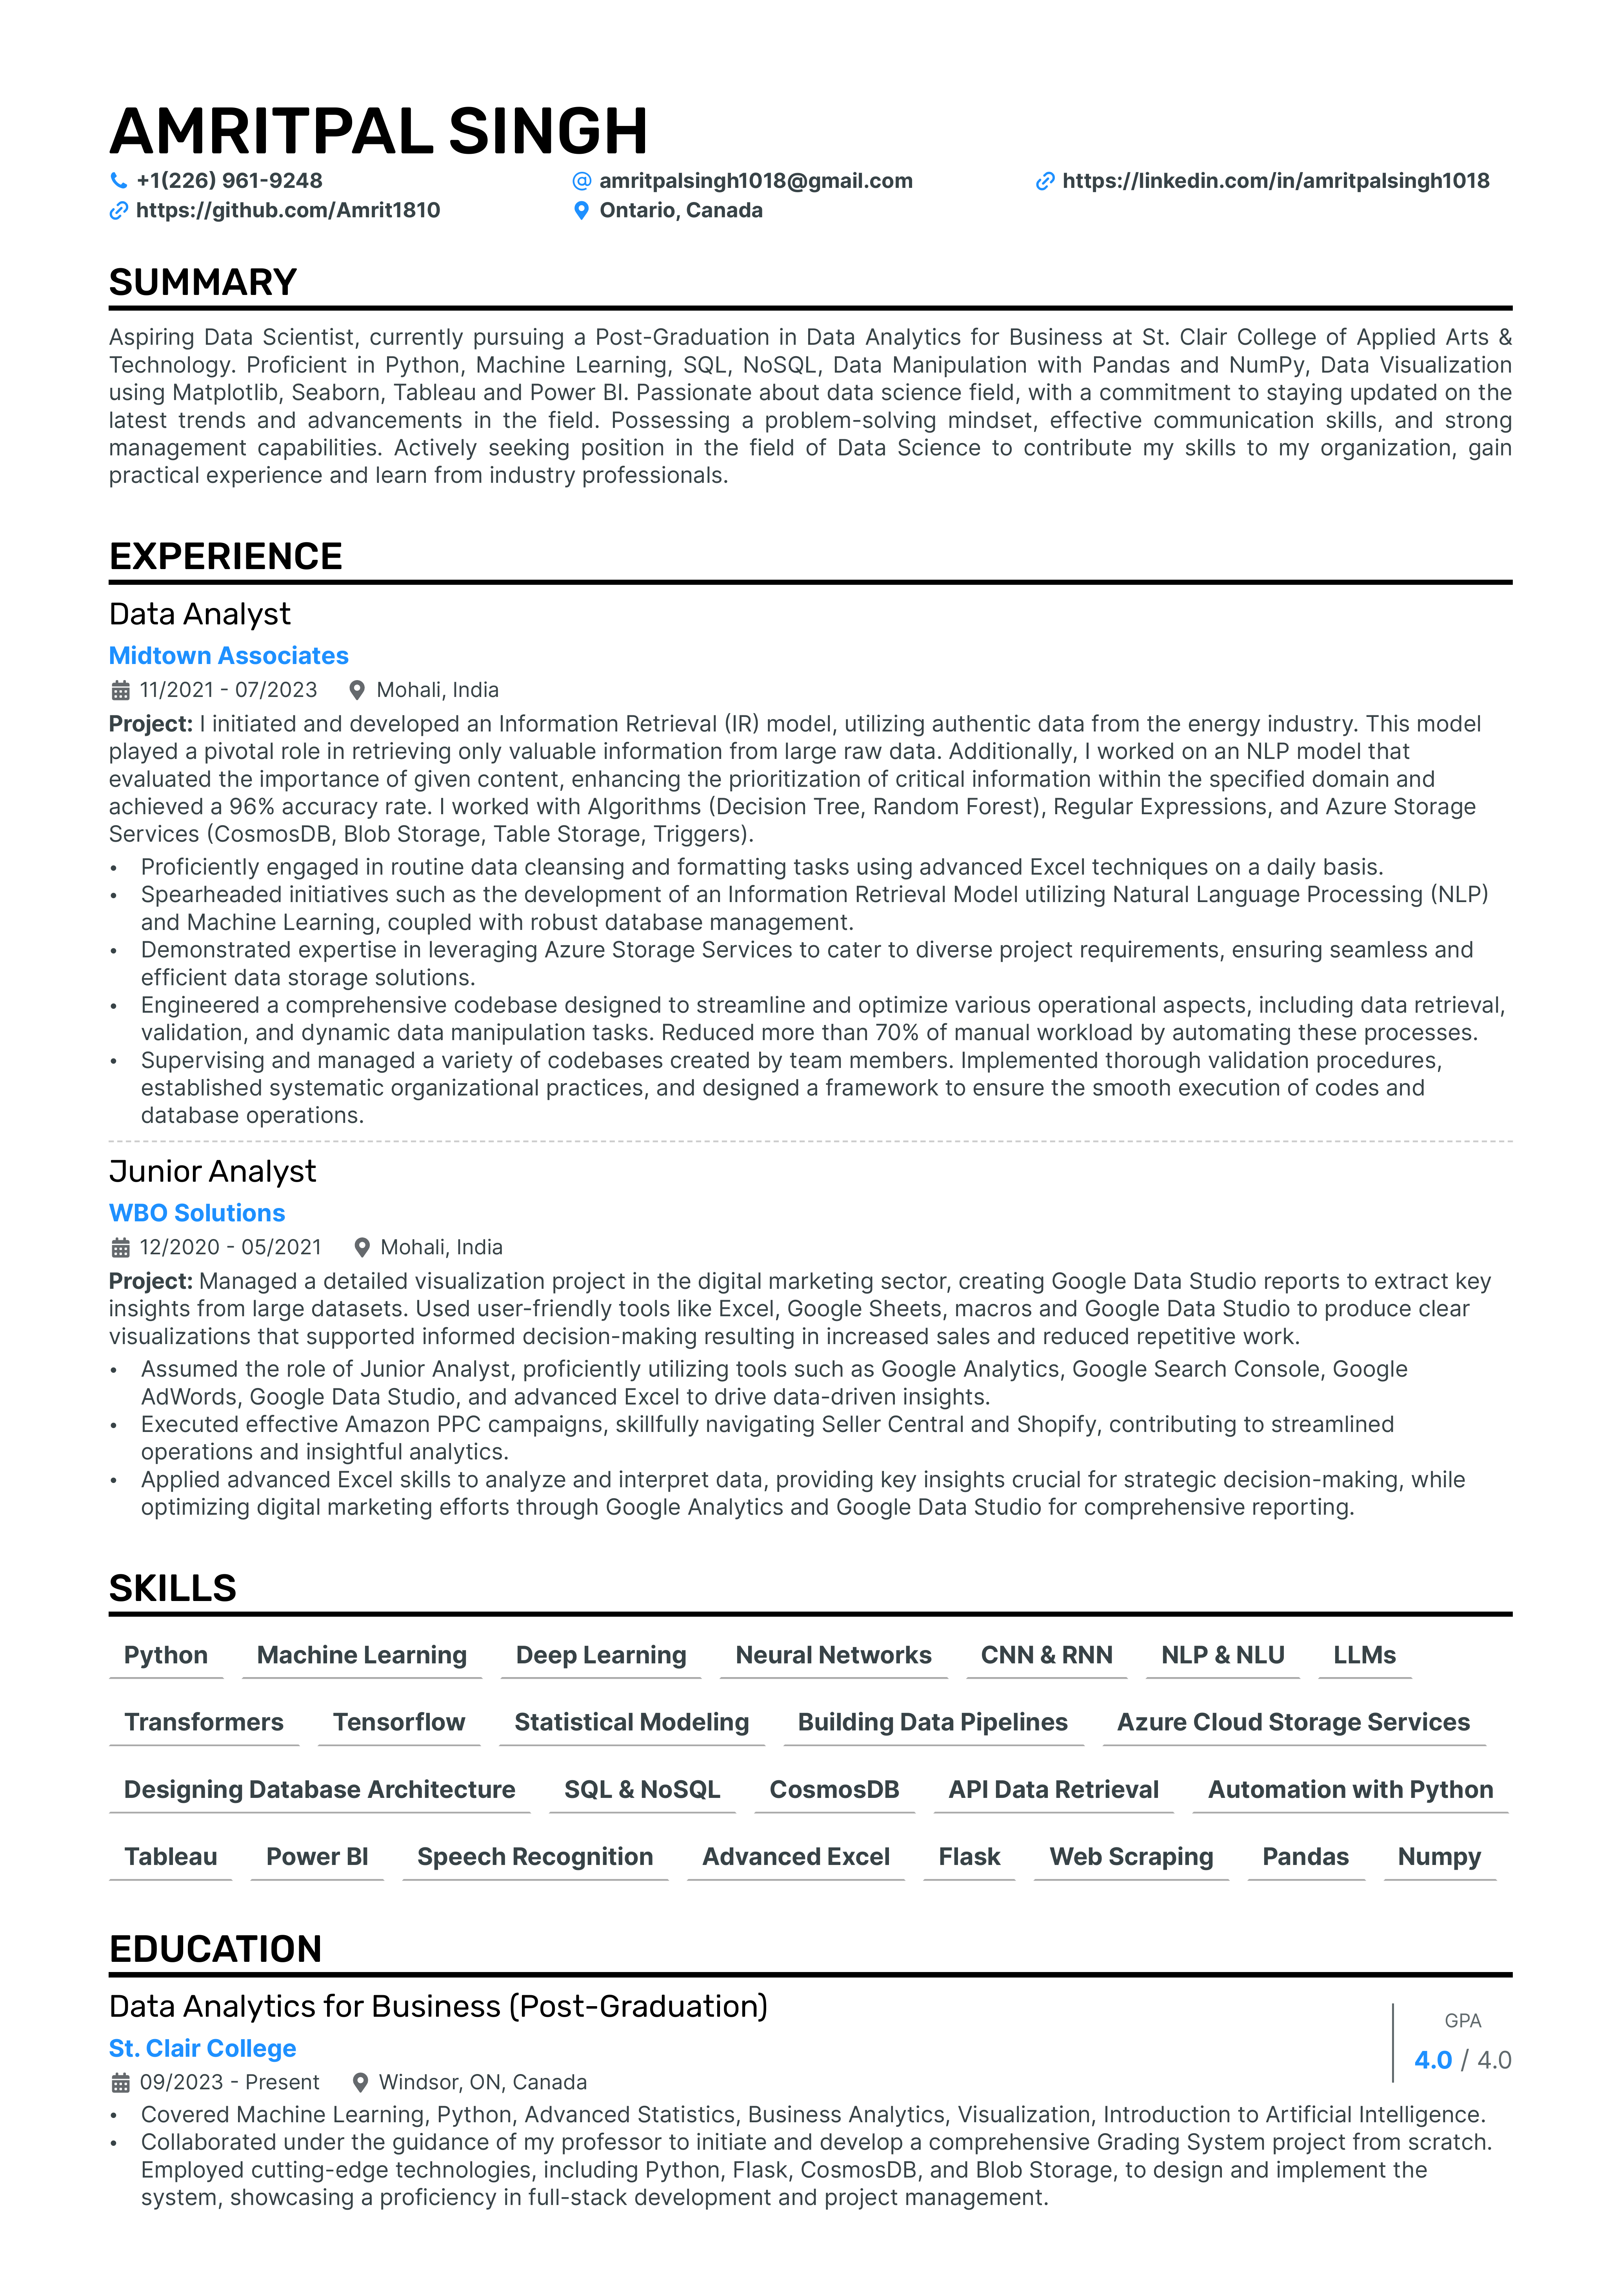 AMRITPAL SINGH
+1(226) 961-9248 amritpalsingh1018@gmail.com https://linkedin.com/in/amritpalsingh1018
https://github.com/Amrit1810 Ontario, Canada
SUMMARY
Aspiring Data Scientist, currently pursuing a Post-Graduation in Data Analytics for Business at St. Clair College of Applied Arts &
Technology. Proficient in Python, Machine Learning, SQL, NoSQL, Data Manipulation with Pandas and NumPy, Data Visualization
using Matplotlib, Seaborn, Tableau and Power BI. Passionate about data science field, with a commitment to staying updated on the
latest trends and advancements in the field. Possessing a problem-solving mindset, effective communication skills, and strong
management capabilities. Actively seeking position in the field of Data Science to contribute my skills to my organization, gain
practical experience and learn from industry professionals.
EXPERIENCE
Data Analyst
Midtown Associates
11/2021 - 07/2023 Mohali, India
Project: I initiated and developed an Information Retrieval (IR) model, utilizing authentic data from the energy industry. This model
played a pivotal role in retrieving only valuable information from large raw data. Additionally, I worked on an NLP model that
evaluated the importance of given content, enhancing the prioritization of critical information within the specified domain and
achieved a 96% accuracy rate. I worked with Algorithms (Decision Tree, Random Forest), Regular Expressions, and Azure Storage
Services (CosmosDB, Blob Storage, Table Storage, Triggers).
• Proficiently engaged in routine data cleansing and formatting tasks using advanced Excel techniques on a daily basis.
• Spearheaded initiatives such as the development of an Information Retrieval Model utilizing Natural Language Processing (NLP)
and Machine Learning, coupled with robust database management.
• Demonstrated expertise in leveraging Azure Storage Services to cater to diverse project requirements, ensuring seamless and
efficient data storage solutions.
• Engineered a comprehensive codebase designed to streamline and optimize various operational aspects, including data retrieval,
validation, and dynamic data manipulation tasks. Reduced more than 70% of manual workload by automating these processes.
• Supervising and managed a variety of codebases created by team members. Implemented thorough validation procedures,
established systematic organizational practices, and designed a framework to ensure the smooth execution of codes and
database operations.
Junior Analyst
WBO Solutions
12/2020 - 05/2021 Mohali, India
Project: Managed a detailed visualization project in the digital marketing sector, creating Google Data Studio reports to extract key
insights from large datasets. Used user-friendly tools like Excel, Google Sheets, macros and Google Data Studio to produce clear
visualizations that supported informed decision-making resulting in increased sales and reduced repetitive work.
• Assumed the role of Junior Analyst, proficiently utilizing tools such as Google Analytics, Google Search Console, Google
AdWords, Google Data Studio, and advanced Excel to drive data-driven insights.
• Executed effective Amazon PPC campaigns, skillfully navigating Seller Central and Shopify, contributing to streamlined
operations and insightful analytics.
• Applied advanced Excel skills to analyze and interpret data, providing key insights crucial for strategic decision-making, while
optimizing digital marketing efforts through Google Analytics and Google Data Studio for comprehensive reporting.
SKILLS
Python Machine Learning Deep Learning Neural Networks CNN & RNN NLP & NLU LLMs
Transformers Tensorflow Statistical Modeling Building Data Pipelines Azure Cloud Storage Services
Designing Database Architecture SQL & NoSQL CosmosDB API Data Retrieval Automation with Python
Tableau Power BI Speech Recognition Advanced Excel Flask Web Scraping Pandas Numpy
EDUCATION
Data Analytics for Business (Post-Graduation)
St. Clair College
09/2023 - Present Windsor, ON, Canada
GPA
4.0 / 4.0
• Covered Machine Learning, Python, Advanced Statistics, Business Analytics, Visualization, Introduction to Artificial Intelligence.
• Collaborated under the guidance of my professor to initiate and develop a comprehensive Grading System project from scratch.
Employed cutting-edge technologies, including Python, Flask, CosmosDB, and Blob Storage, to design and implement the
system, showcasing a proficiency in full-stack development and project management.